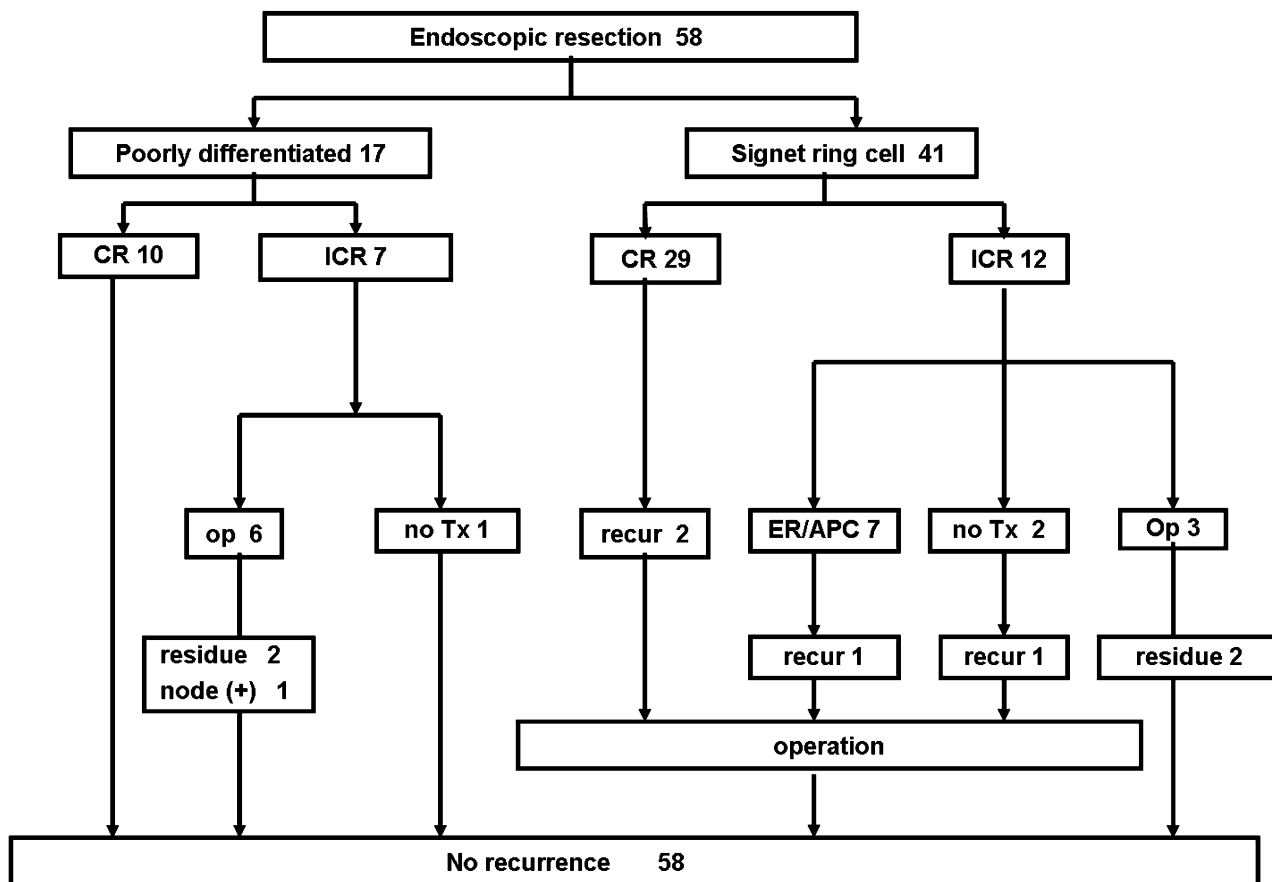 Endoscopic resection 58
Poorly differentiated 17
Signet ring cell 41
CR 10
ICR 7
CR 29
ICR 12
op 6
no Tx 1
recur 2
ER/APC 7
no Tx 2
Op 3
residue 2
node (+) 1
recur 1
recur 1
residue 2
operation
No recurrence 58